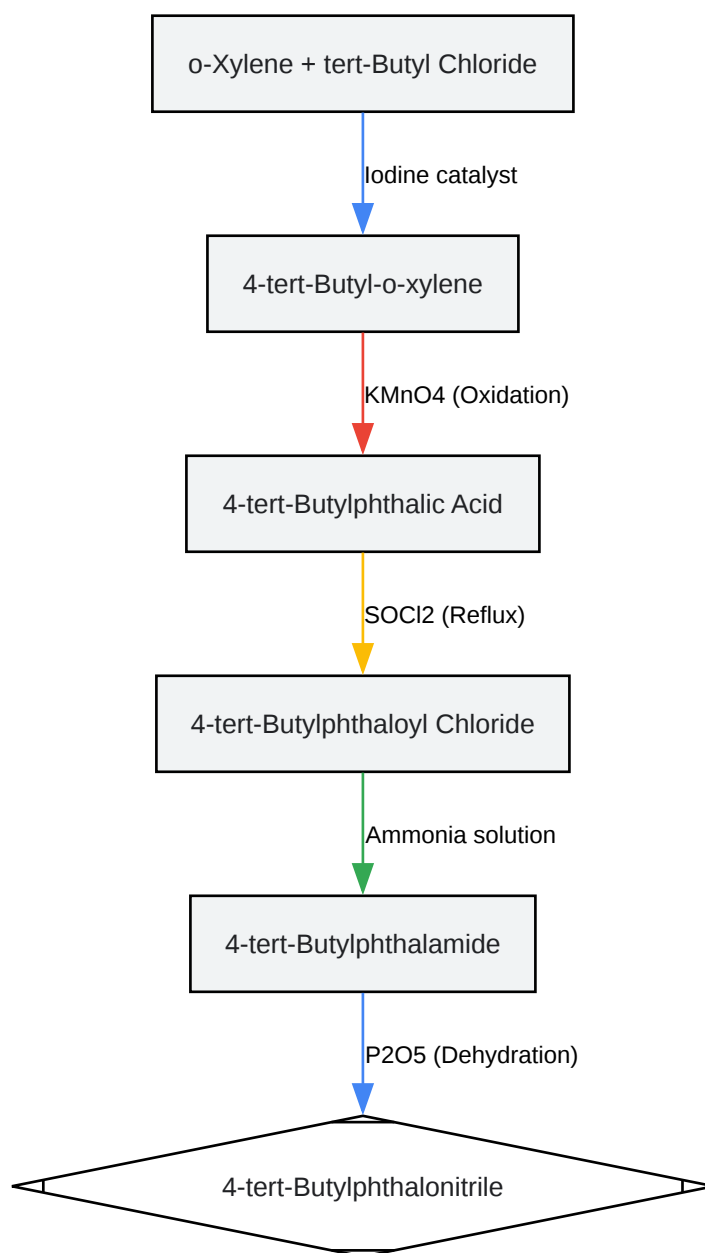 o-Xylene + tert-Butyl Chloride
Iodine catalyst
4-tert-Butyl-o-xylene
KMnO4 (Oxidation)
4-tert-Butylphthalic Acid
SOCl2 (Reflux)
4-tert-Butylphthaloyl Chloride
Ammonia solution
4-tert-Butylphthalamide
P2O5 (Dehydration)
4-tert-Butylphthalonitrile